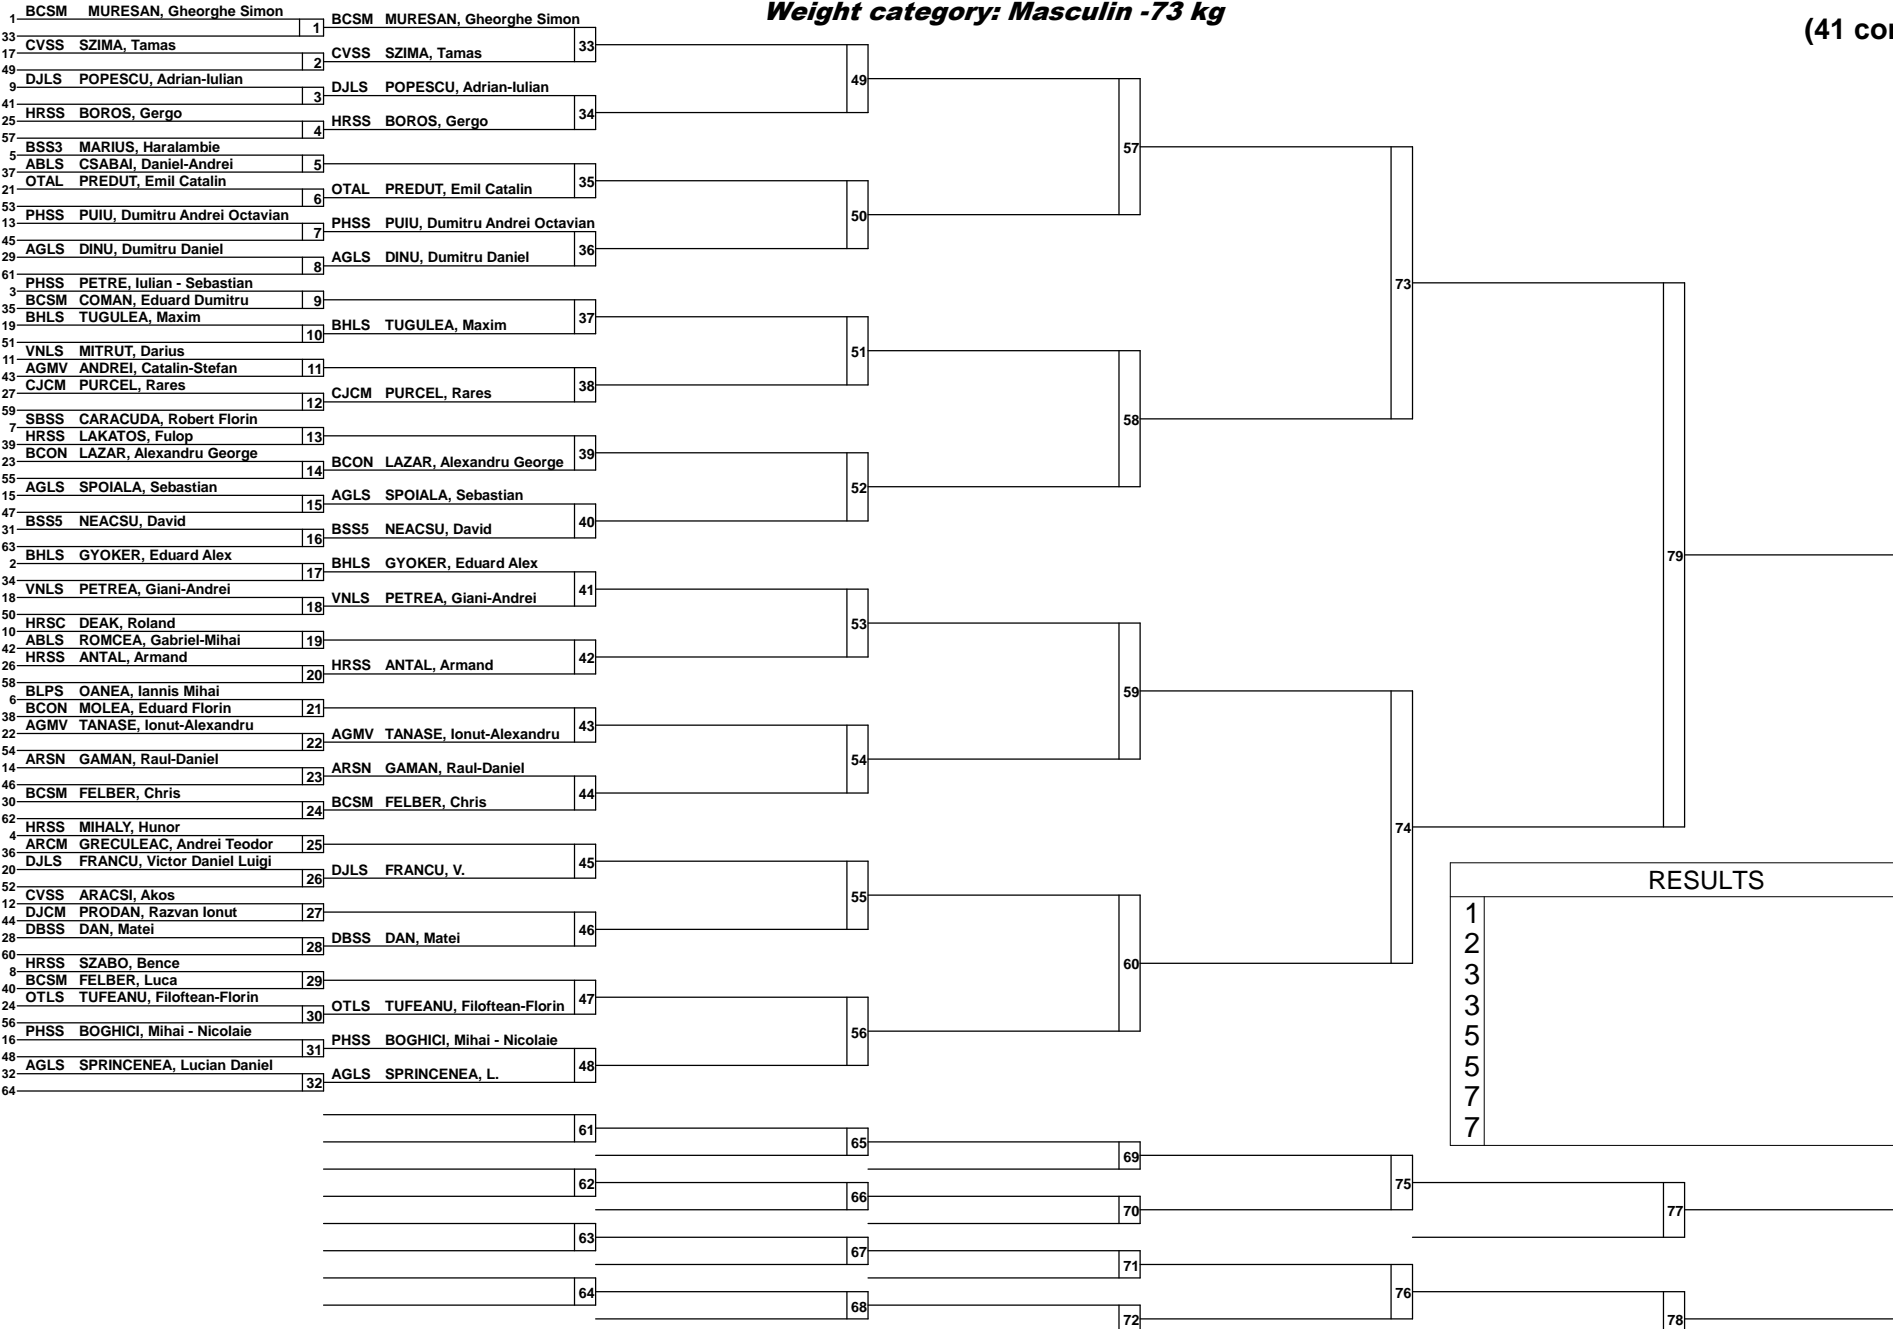 Weight category: Masculin -73 kg
(41 co
1 BCSM MURESAN, Gheorghe Simon
33
1
17 CVSS SZIMA, Tamas
49
2
9 DJLS POPESCU, Adrian-Iulian
41
3
25 HRSS BOROS, Gergo
57
4
5 BSS3 MARIUS, Haralambie
37 ABLS CSABAI, Daniel-Andrei
5
21 OTAL PREDUT, Emil Catalin
53
6
13 PHSS PUIU, Dumitru Andrei Octavian
45
7
29 AGLS DINU, Dumitru Daniel
61
8
3 PHSS PETRE, Iulian - Sebastian
35 BCSM COMAN, Eduard Dumitru
9
19 BHLS TUGULEA, Maxim
51
10
11 VNLS MITRUT, Darius
43 AGMV ANDREI, Catalin-Stefan
11
27 CJCM PURCEL, Rares
59
12
7 SBSS CARACUDA, Robert Florin
39 HRSS LAKATOS, Fulop
13
23 BCON LAZAR, Alexandru George
55
14
15 AGLS SPOIALA, Sebastian
47
15
31 BSS5 NEACSU, David
63
16
2 BHLS GYOKER, Eduard Alex
34
17
18 VNLS PETREA, Giani-Andrei
50
18
10 HRSC DEAK, Roland
42 ABLS ROMCEA, Gabriel-Mihai
19
26 HRSS ANTAL, Armand
58
20
6 BLPS OANEA, Iannis Mihai
38 BCON MOLEA, Eduard Florin
21
22 AGMV TANASE, Ionut-Alexandru
54
22
14 ARSN GAMAN, Raul-Daniel
46
23
30 BCSM FELBER, Chris
62
24
4 HRSS MIHALY, Hunor
36 ARCM GRECULEAC, Andrei Teodor
25
20 DJLS FRANCU, Victor Daniel Luigi
52
26
12 CVSS ARACSI, Akos
44 DJCM PRODAN, Razvan Ionut
27
28 DBSS DAN, Matei
60
28
8 HRSS SZABO, Bence
40 BCSM FELBER, Luca
29
24 OTLS TUFEANU, Filoftean-Florin
56
30
16 PHSS BOGHICI, Mihai - Nicolaie
48
31
32 AGLS SPRINCENEA, Lucian Daniel
64
32
BCSM MURESAN, Gheorghe Simon
33
CVSS SZIMA, Tamas
DJLS POPESCU, Adrian-Iulian
34
HRSS BOROS, Gergo
35
OTAL PREDUT, Emil Catalin
PHSS PUIU, Dumitru Andrei Octavian
36
AGLS DINU, Dumitru Daniel
37
BHLS TUGULEA, Maxim
38
CJCM PURCEL, Rares
39
BCON LAZAR, Alexandru George
AGLS SPOIALA, Sebastian
40
BSS5 NEACSU, David
BHLS GYOKER, Eduard Alex
41
VNLS PETREA, Giani-Andrei
42
HRSS ANTAL, Armand
43
AGMV TANASE, Ionut-Alexandru
ARSN GAMAN, Raul-Daniel
44
BCSM FELBER, Chris
45
DJLS FRANCU, V.
46
DBSS DAN, Matei
47
OTLS TUFEANU, Filoftean-Florin
PHSS BOGHICI, Mihai - Nicolaie
48
AGLS SPRINCENEA, L.
49
50
51
52
53
54
55
56
57
58
59
60
73
74
79
RESULTS
1
2
3
3
5
5
7
7
61
62
63
64
65
66
67
68
69
70
71
72
75
76
77
78